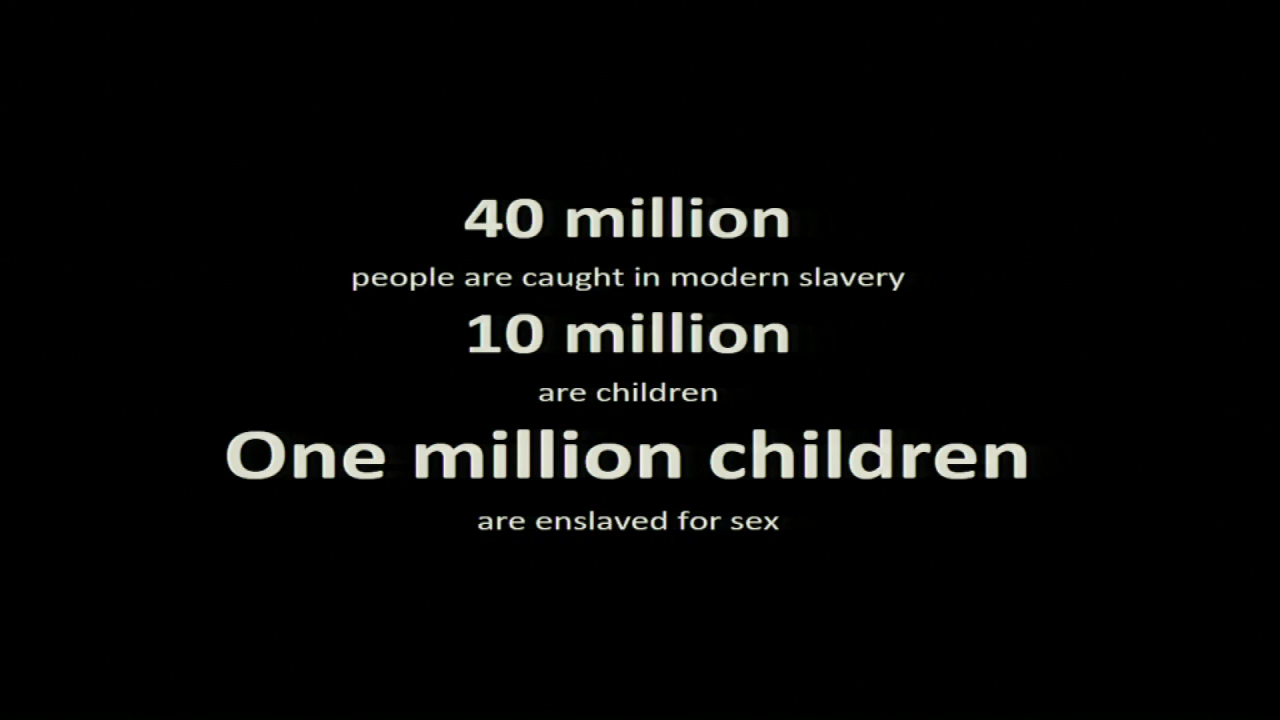 40 million
people are caught in modern slavery
10 million
are children
One million children
are enslaved for sex